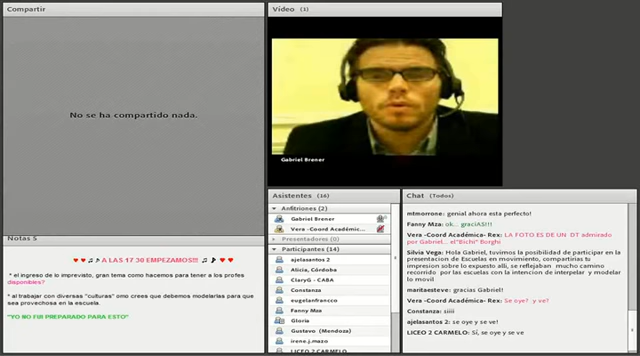 Compartir
No se ha compartido nada.
Vídeo (1)
Gabriel Brener
Notas 5
A LAS 17 30 EMPEZAMOS!!!
* el ingreso de lo imprevisto, gran tema como hacemos para tener a los profes
disponibles?
* al trabajar con diversas "culturas" omo crees que debemos modelarlas para que
sea provechosa en la escuela.
"YO NO FUI PREPARADO PARA ESTO"
Asistentes (16)
Anfitriones (2)
Gabriel Brener
Vera -Coord Académic...
Presentadores (0)
Participantes (14)
ajelasantos 2
Alicia, Córdoba
ClaryG - CABA
Constanza
eugelanfrancco
Fanny Mza
Gloria
Gustavo (Mendoza)
irene.j.mazo
LICEO 2 CARMELO
Chat (Todos)
mtmorrone: genial ahora esta perfecto!
Fanny Mza: ok.. graciAS!!!
Vera -Coord Académica- Rex: LA FOTO ES DE UN DT admirado
por Gabriel... el"Bichi" Borghi
Silvia Vega: Hola Gabriel, tuvimos la posibilidad de participar en la
presentacion de Escuelas en movimiento, compartirias tu
impresion sobre lo expuesto alli, se reflejaban mucho camino
recorrido por las escuelas con la intencion de interpelar y modelar
lo movil
maritaesteve: gracias Gabriel!
Vera -Coord Académica- Rex: Se oye? y ve?
Constanza: siiii
ajelasantos 2: se oye y se ve!
LICEO 2 CARMELO: Sí, se oye y se ve